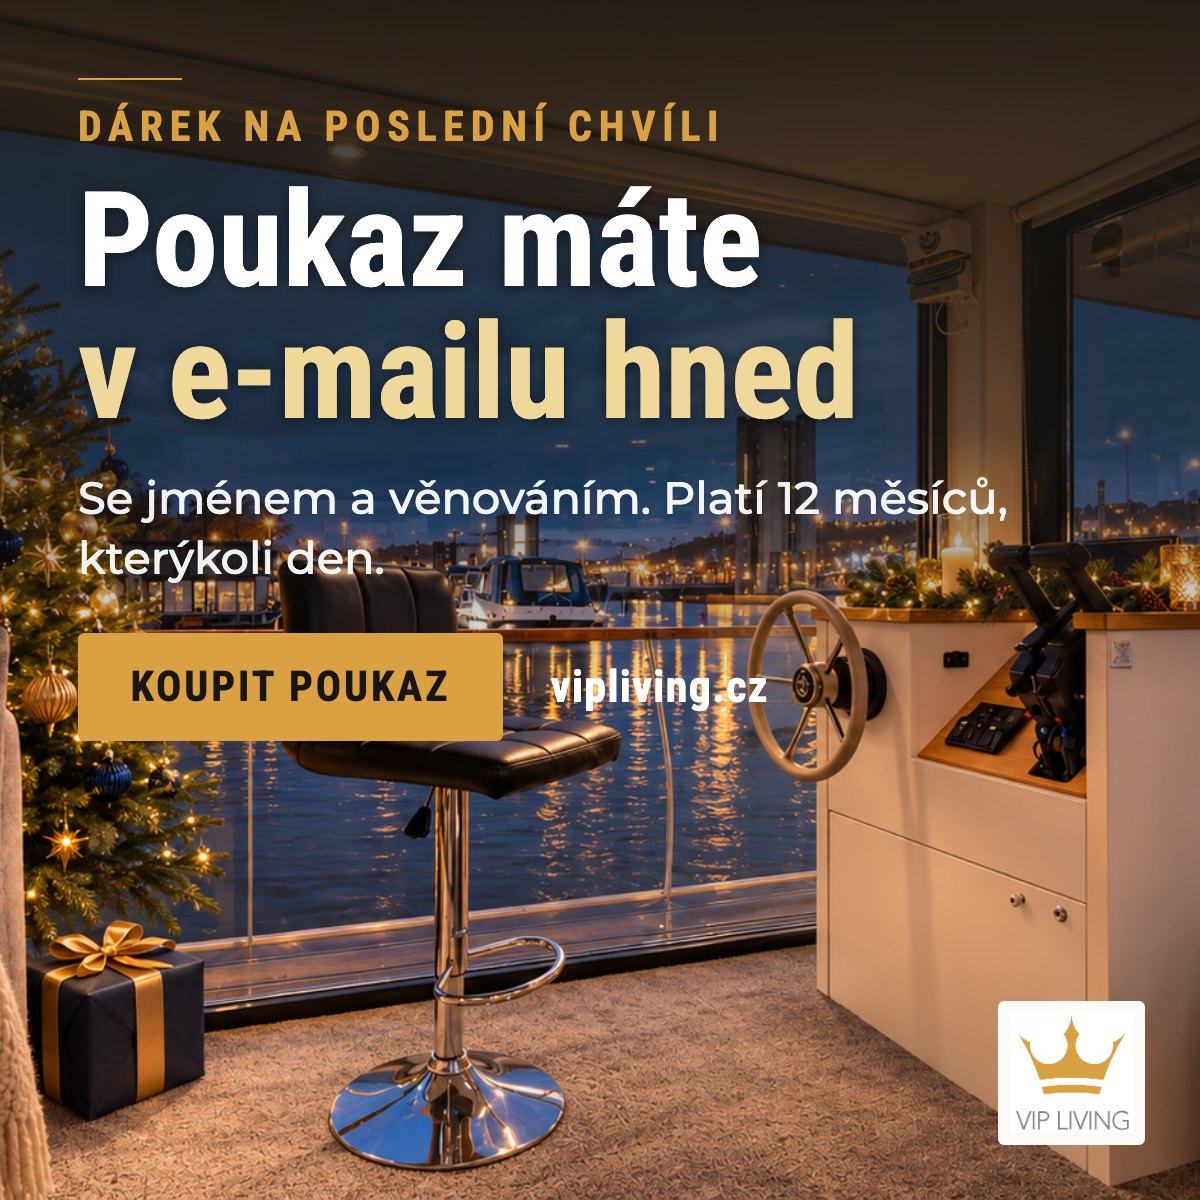 DÁREK NA POSLEDNÍ CHVÍLI
Poukaz máte
v e-mailu hned
Se jménem a věnováním. Platí 12 měsíců,
kterýkoli den.
KOUPIT POUKAZ
vipliving.cz
VIP LIVING